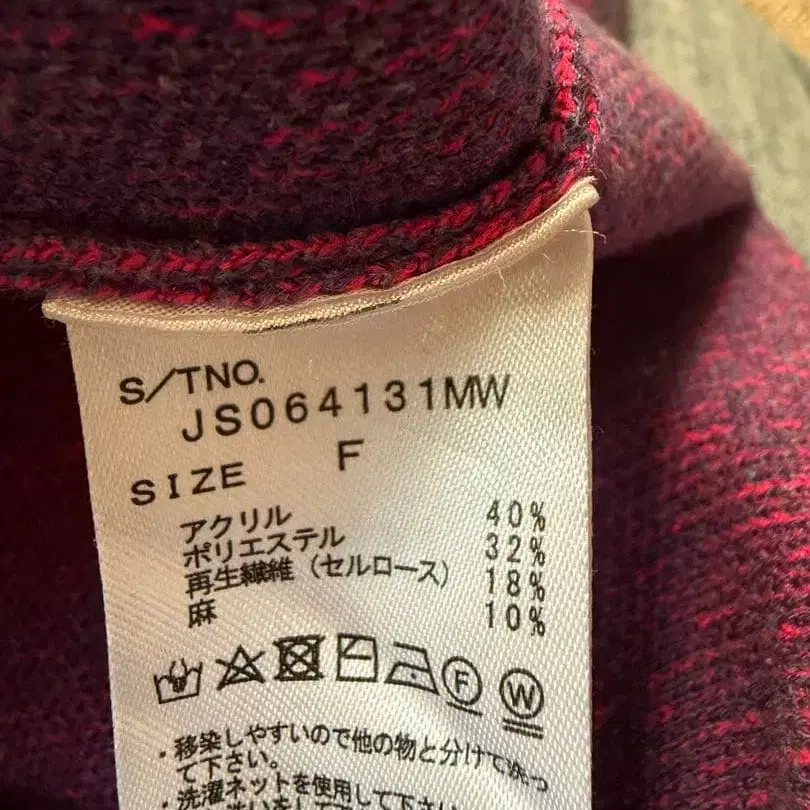 S/TNO.
JS064131MW
SIZE F
アクリル 40%
ポリエステル 32%
再生繊維（セルロース） 18%
麻 10%
F W
・移染しやすいので他の物と分けて洗っ
て下さい。
・洗濯ネットを使用して下さい